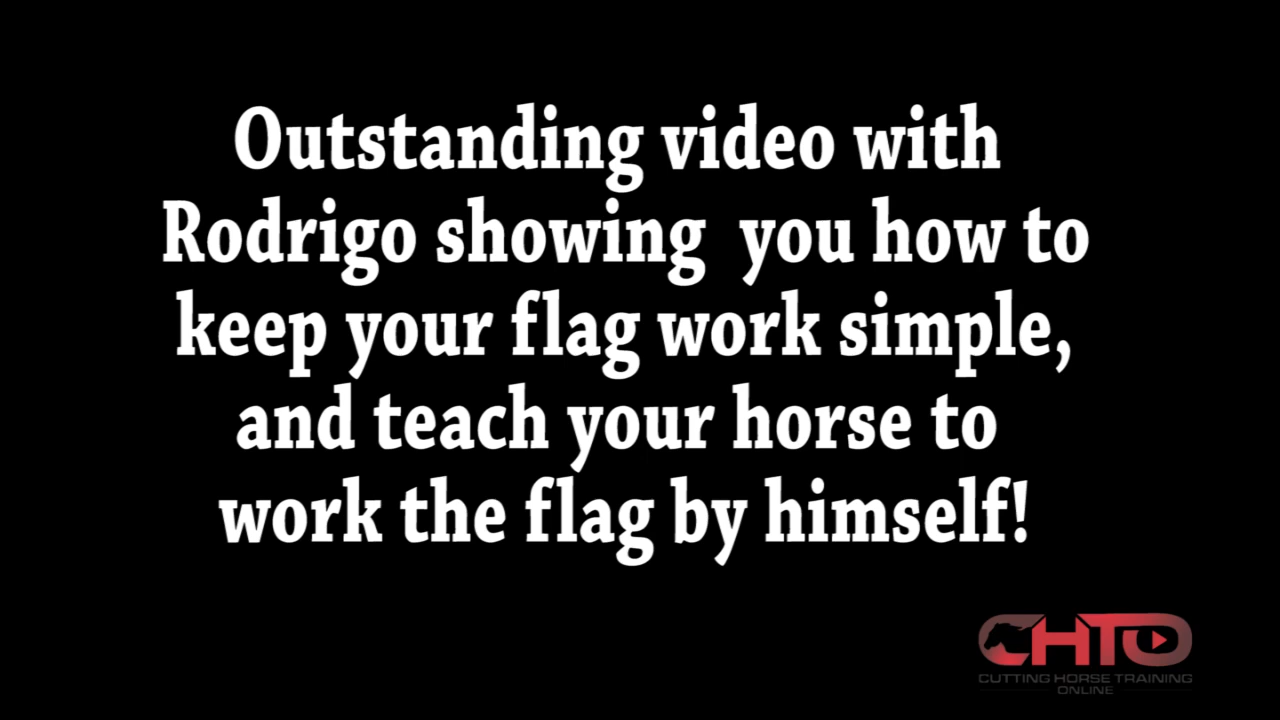 Outstanding video with
Rodrigo showing  you how to
keep your flag work simple,
and teach your horse to
work the flag by himself!
CHTO
CUTTING HORSE TRAINING
ONLINE